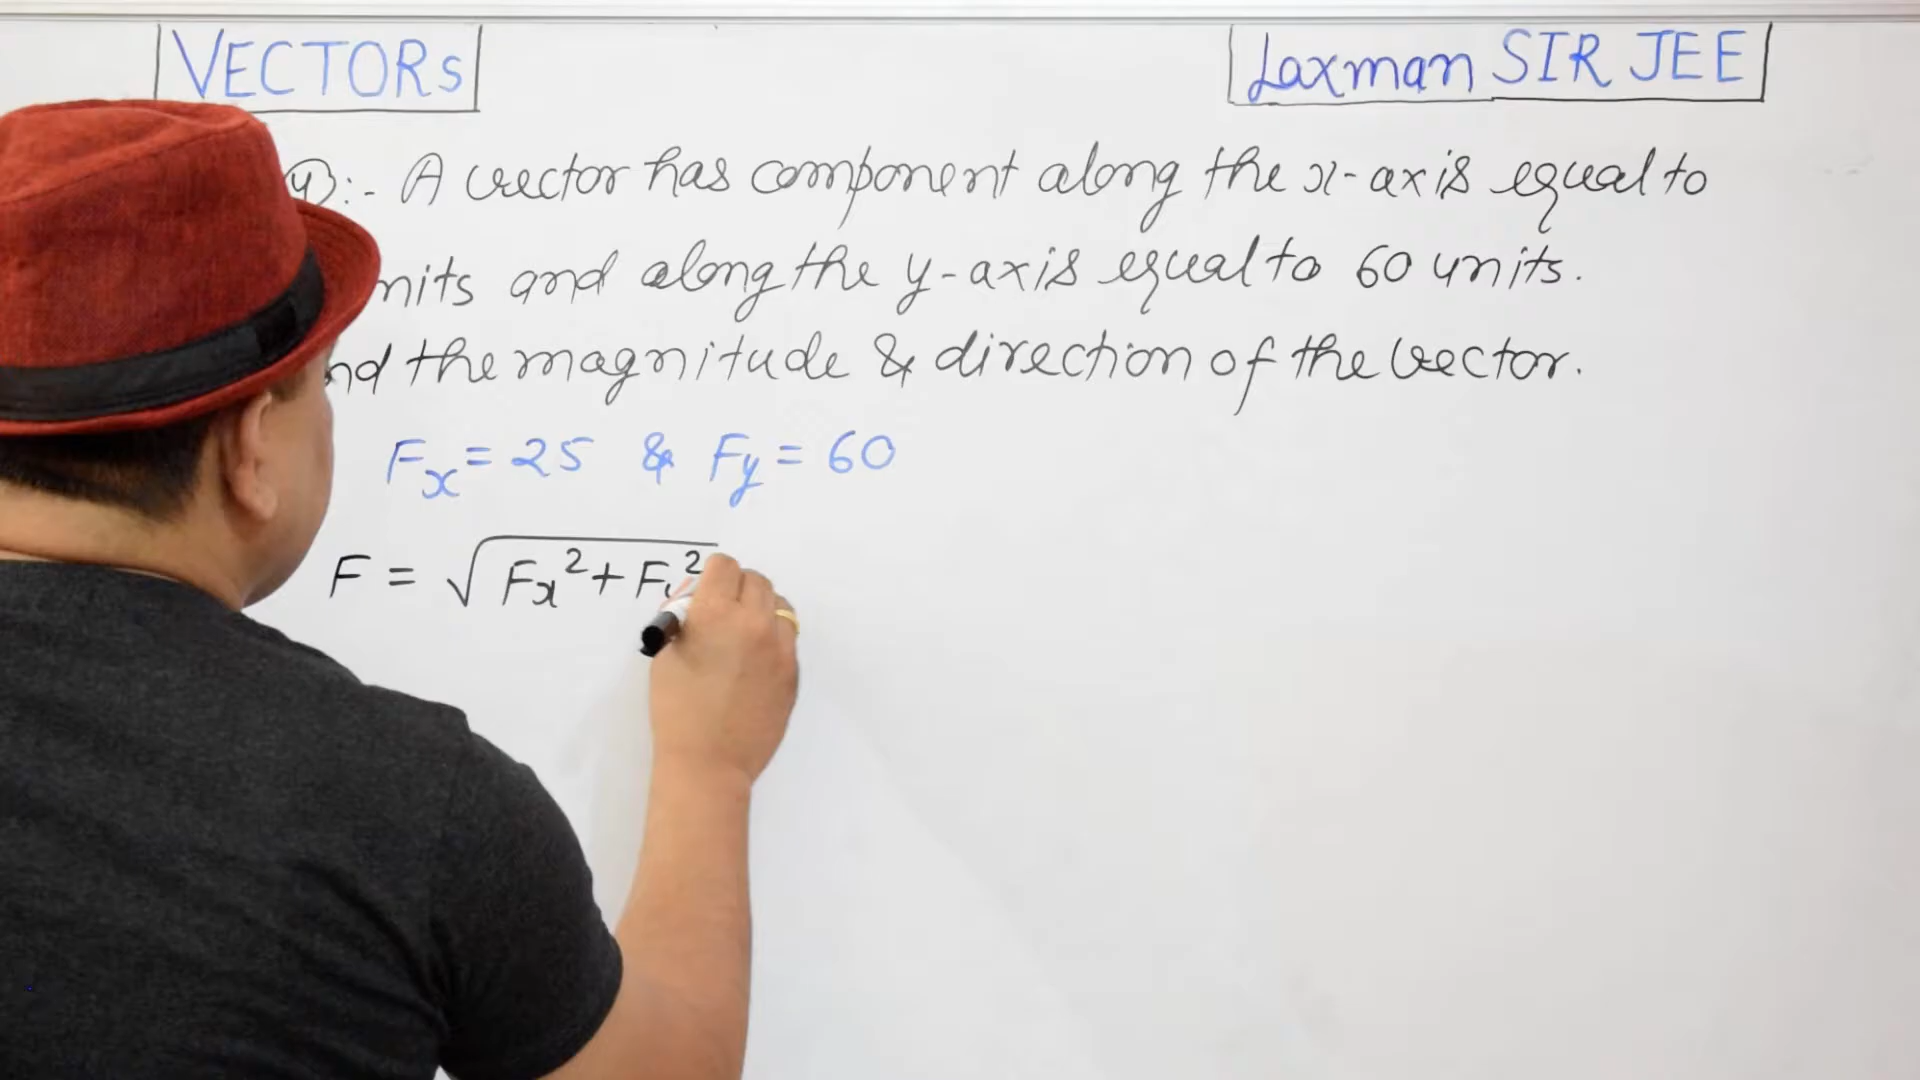 VECTORs
Laxman SIR JEE
:- A vector has component along the x-axis equal to
nits and along the y-axis equal to 60 units.
nd the magnitude & direction of the vector.
Fx = 25 & Fy = 60
F = √Fx²+F ²